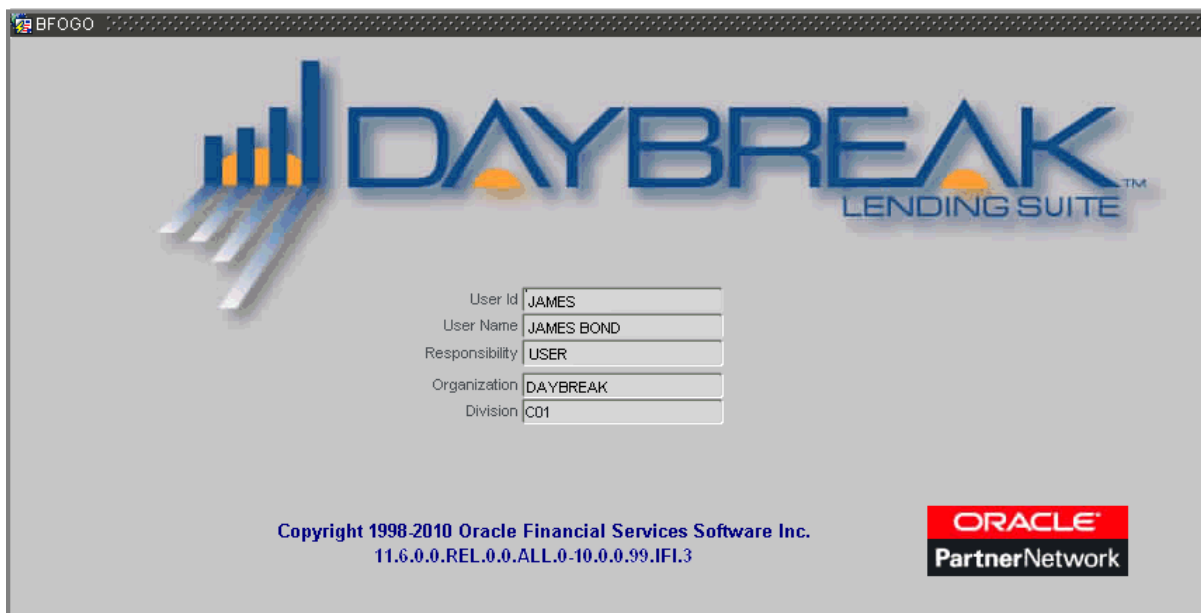 BFOGO
DAYBREAK™
LENDING SUITE
User Id JAMES
User Name JAMES BOND
Responsibility USER
Organization DAYBREAK
Division C01
Copyright 1998-2010 Oracle Financial Services Software Inc.
11.6.0.0.REL.0.0.ALL.0-10.0.0.99.IFI.3
ORACLE®
PartnerNetwork